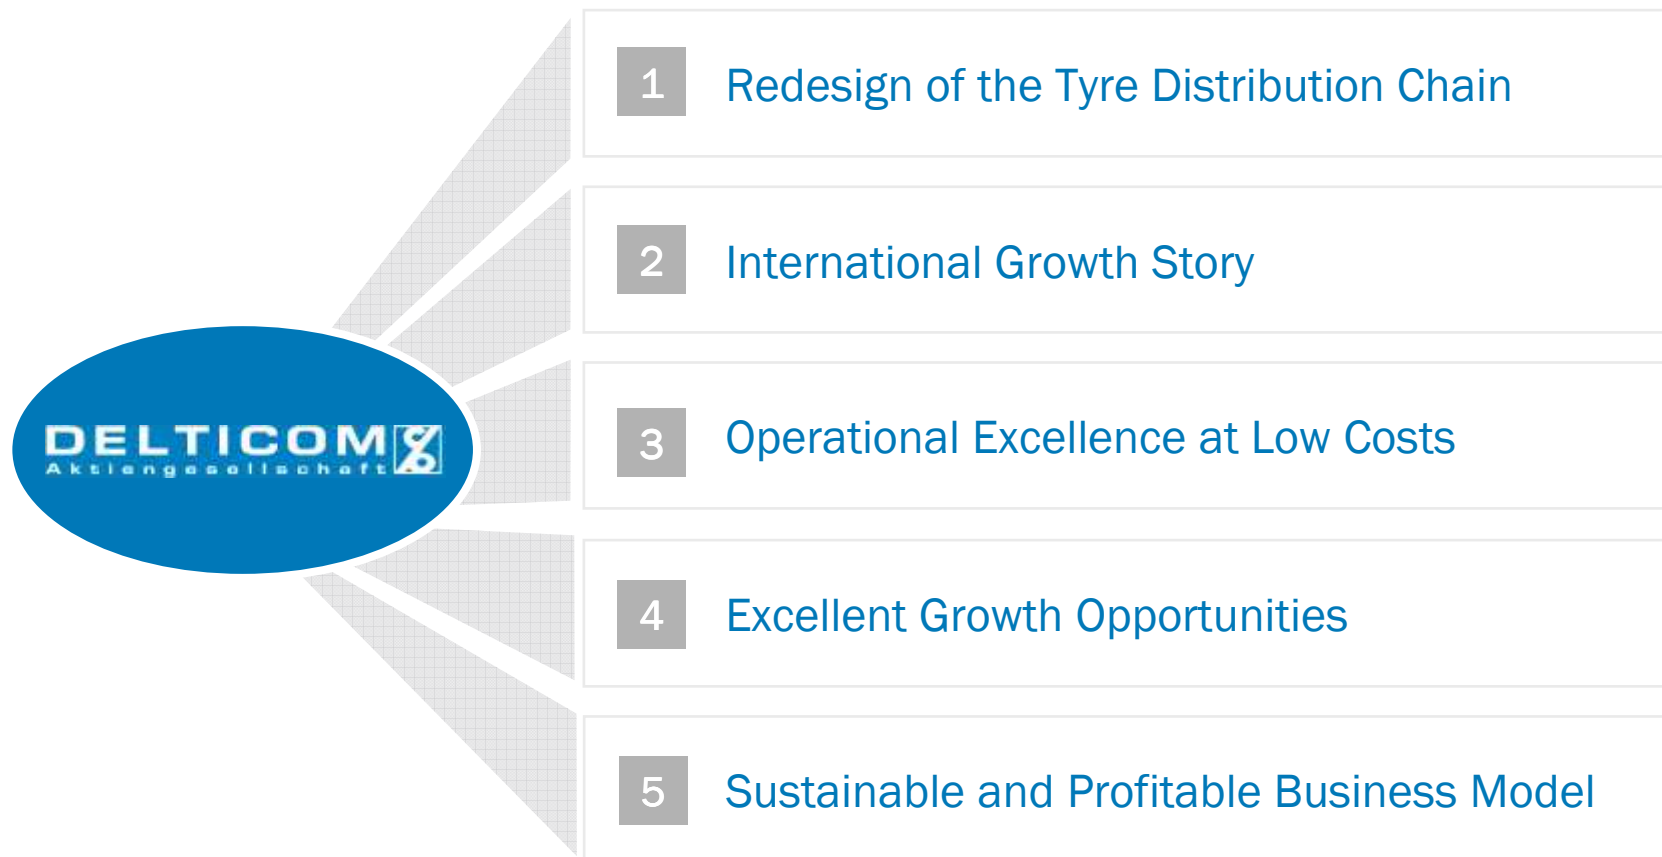 1 Redesign of the Tyre Distribution Chain
2 International Growth Story
DELTICOM
Aktiengesellschaft
3 Operational Excellence at Low Costs
4 Excellent Growth Opportunities
5 Sustainable and Profitable Business Model